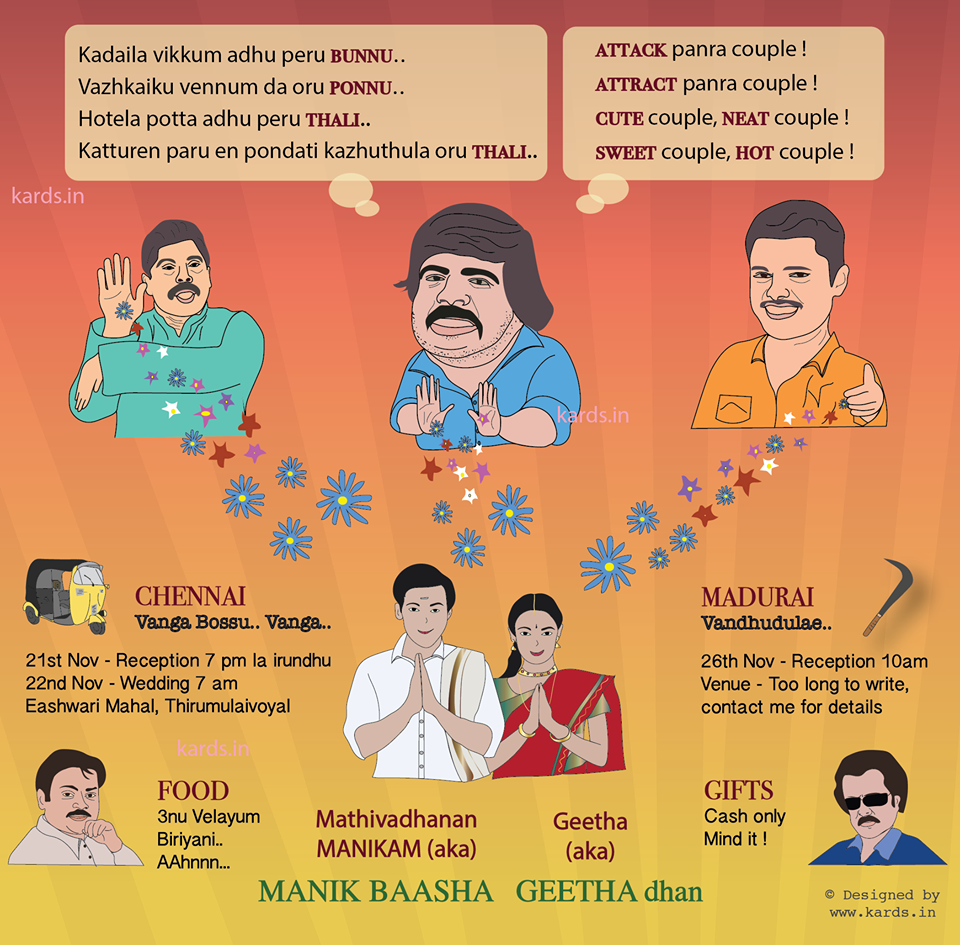 Kadaila vikkum adhu peru BUNNU..
Vazhkaiku vennum da oru PONNU..
Hotela potta adhu peru THALI..
Katturen paru en pondati kazhuthula oru THALI..
ATTACK panra couple !
ATTRACT panra couple !
CUTE couple, NEAT couple !
SWEET couple, HOT couple !
kards.in
kards.in
CHENNAI
Vanga Bossu.. Vanga..
21st Nov - Reception 7 pm la irundhu
22nd Nov - Wedding 7 am
Eashwari Mahal, Thirumulaivoyal
MADURAI
Vandhudulae..
26th Nov - Reception 10am
Venue - Too long to write,
contact me for details
kards.in
FOOD
3nu Velayum
Biriyani..
AAhnnn...
Mathivadhanan
MANIKAM (aka)
Geetha
(aka)
GIFTS
Cash only
Mind it !
MANIK BAASHA GEETHA dhan
© Designed by
www.kards.in